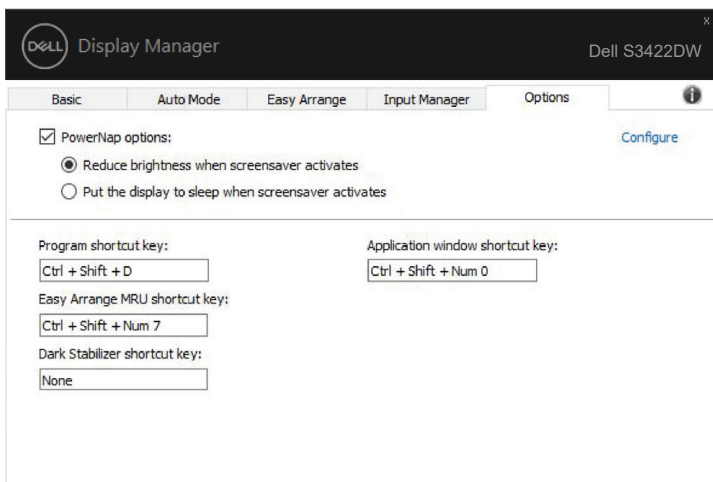 x
DELL Display Manager
Dell S3422DW
Basic Auto Mode Easy Arrange Input Manager Options
PowerNap options: Configure
Reduce brightness when screensaver activates
Put the display to sleep when screensaver activates
Program shortcut key: Application window shortcut key:
Ctrl + Shift + D Ctrl + Shift + Num 0
Easy Arrange MRU shortcut key:
Ctrl + Shift + Num 7
Dark Stabilizer shortcut key:
None